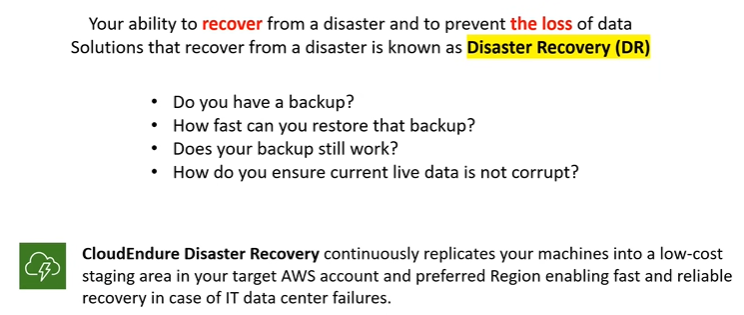 Your ability to recover from a disaster and to prevent the loss of data
Solutions that recover from a disaster is known as Disaster Recovery (DR)
• Do you have a backup?
• How fast can you restore that backup?
• Does your backup still work?
• How do you ensure current live data is not corrupt?
CloudEndure Disaster Recovery continuously replicates your machines into a low-cost
staging area in your target AWS account and preferred Region enabling fast and reliable
recovery in case of IT data center failures.